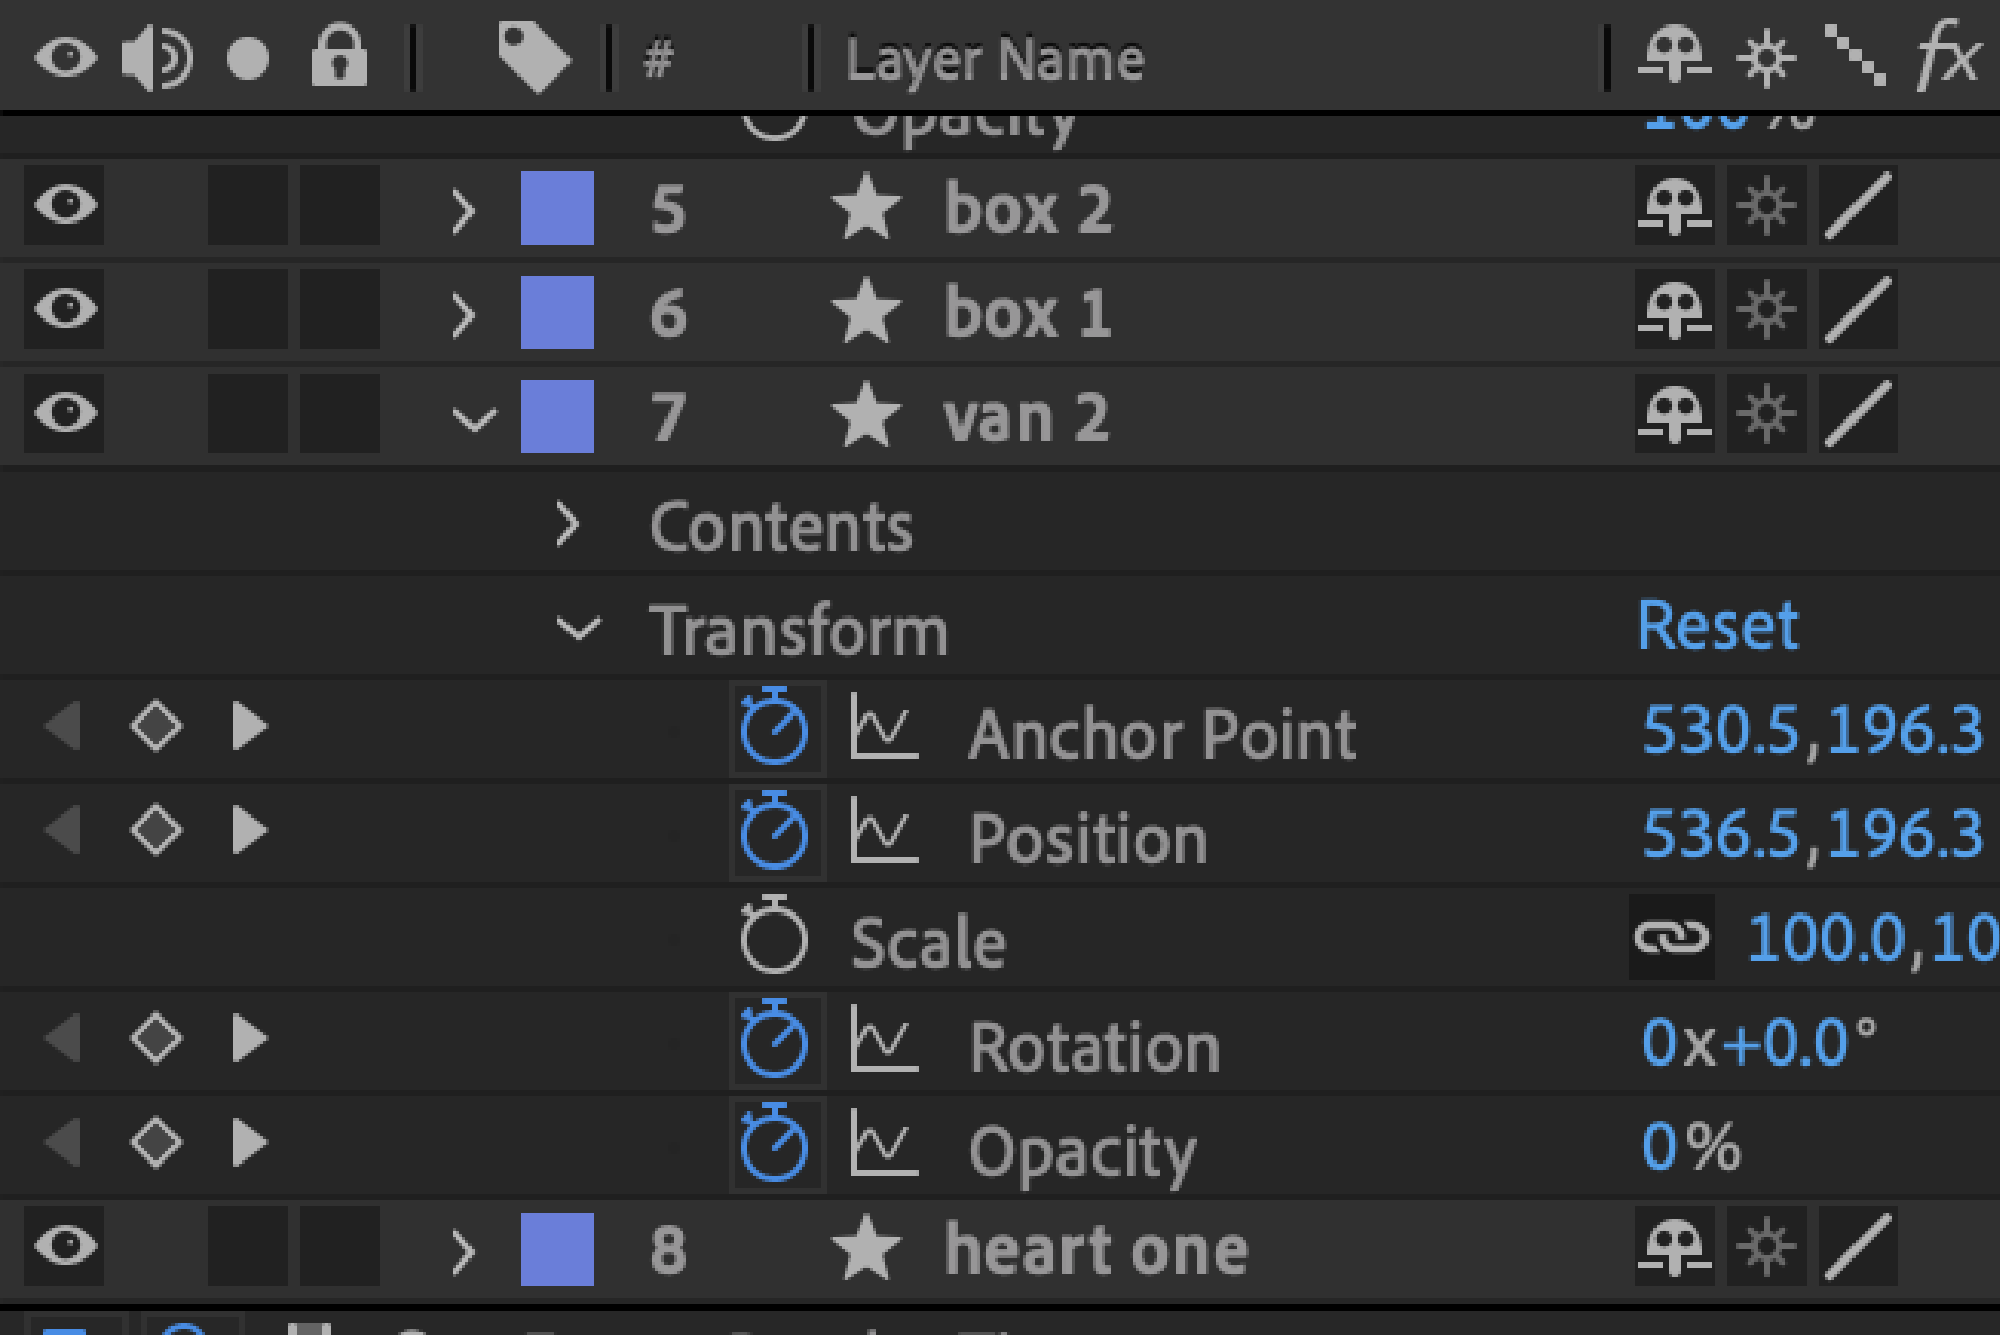 # Layer Name fx
Opacity 100%
5 box 2
6 box 1
7 van 2
Contents
Transform Reset
Anchor Point 530.5,196.3
Position 536.5,196.3
Scale 100.0,10
Rotation 0x+0.0°
Opacity 0%
8 heart one